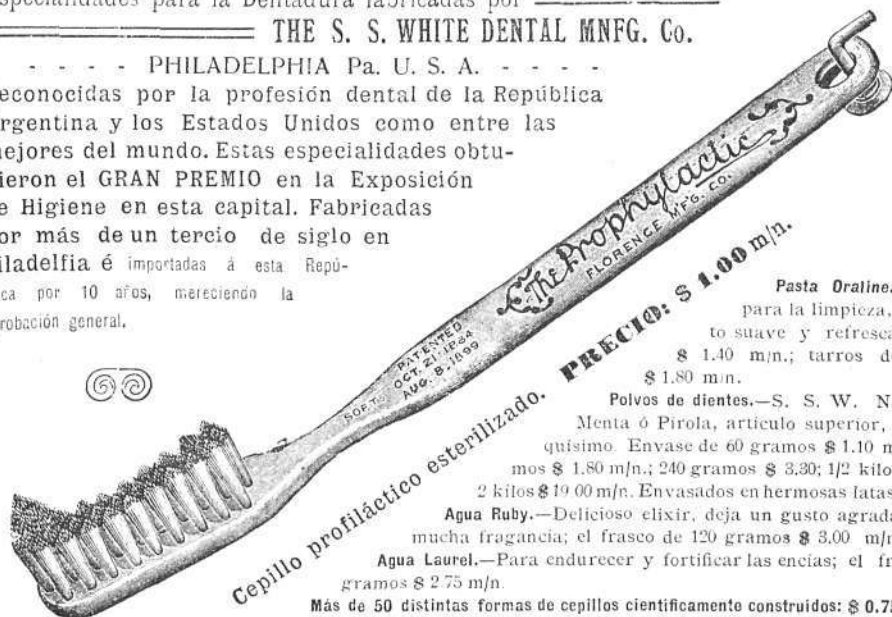 para la Dentadura fabricadas por
THE S. S. WHITE DENTAL MNFG. Co.
- - - - PHILADELPHIA Pa. U. S. A. - - - -
econocidas por la profesión dental de la República
rgentina y los Estados Unidos como entre las
ejores del mundo. Estas especialidades obtu-
ieron el GRAN PREMIO en la Exposición
e Higiene en esta capital. Fabricadas
or más de un tercio de siglo en
iladelfia é importadas á esta Repú-
ca por 10 años, mereciendo la
robación general.
The Prophylactic
FLORENCE M'F'G. CO.
SOFT.
PATENTED
OCT. 21. 1884
AUG. 8. 1899
Cepillo profiláctico esterilizado. PRECIO: $ 1.00 m/n.
Pasta Oraline.
para la limpieza,
to suave y refresca
$ 1.40 m/n.; tarros d
$ 1.80 m/n.
Polvos de dientes.—S. S. W. N
Menta ó Pirola, artículo superior,
quísimo. Envase de 60 gramos $ 1.10 m
mos $ 1.80 m/n.; 240 gramos $ 3.30; 1/2 kilo
2 kilos $ 19 00 m/n. Envasados en hermosas latas
Agua Ruby.—Delicioso elixir, deja un gusto agrada
mucha fragancia; el frasco de 120 gramos $ 3.00 m/n
Agua Laurel.—Para endurecer y fortificar las encías; el fr
gramos $ 2.75 m/n.
Más de 50 distintas formas de cepillos cientificamente construidos: $ 0.75